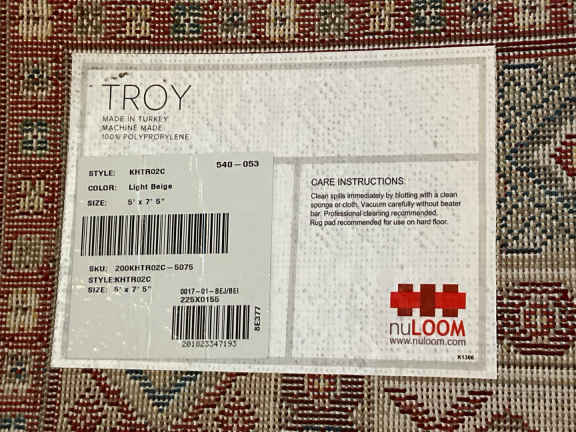 TROY
MADE IN TURKEY
MACHINE MADE
100% POLYPROPYLENE
540-053
STYLE: KHTR02C
COLOR: Light Beige
SIZE: 5' x 7' 5"
SKU: 200KHTR02C-5075
STYLE:KHTR02C
SIZE: 5' x 7' 5"
0017-01-BEJ/BEI
225X0155
8E377
201023347193
CARE INSTRUCTIONS:
Clean spills immediately by blotting with a clean
sponge or cloth, Vacuum carefully without beater
bar. Professional cleaning recommended.
Rug pad recommended for use on hard floor.
nuLOOM
www.nuloom.com
K1306